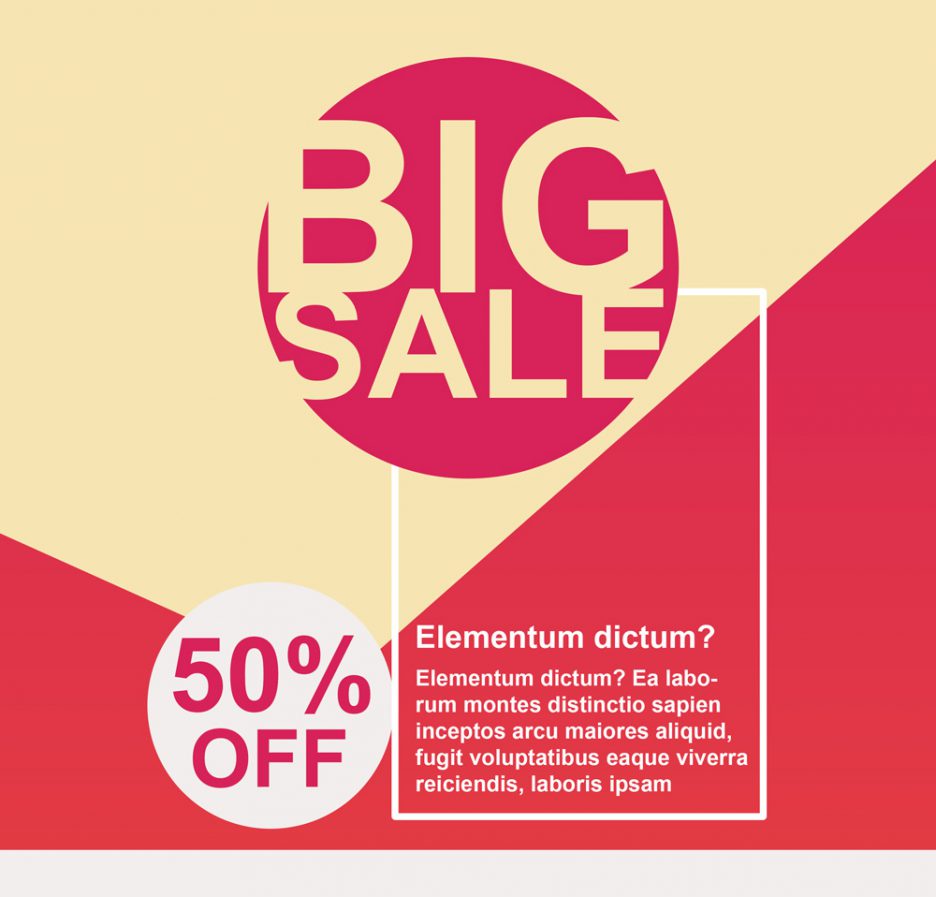 BIG
SALE
50%
OFF
Elementum dictum?
Elementum dictum? Ea labo-
rum montes distinctio sapien
inceptos arcu maiores aliquid,
fugit voluptatibus eaque viverra
reiciendis, laboris ipsam